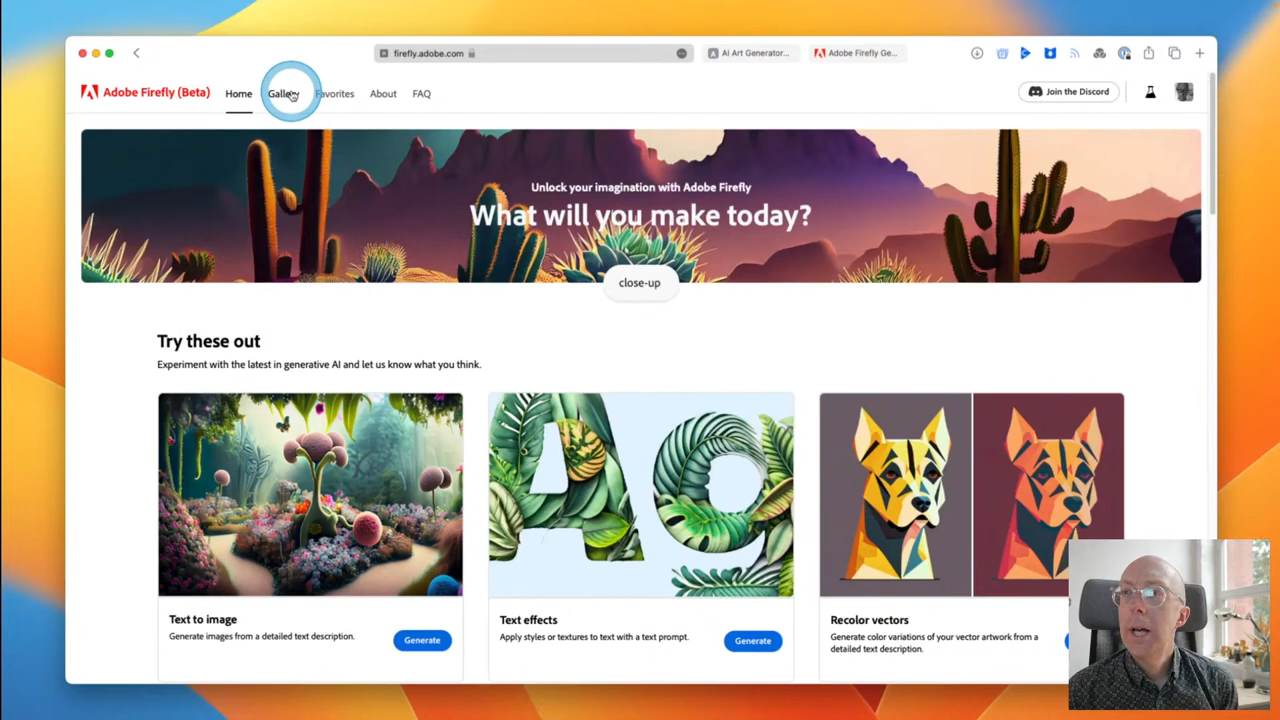 firefly.adobe.com
AI Art Generator...
Adobe Firefly Ge...
Adobe Firefly (Beta)
Home
Gallery
Favorites
About
FAQ
Join the Discord
Unlock your imagination with Adobe Firefly
What will you make today?
close-up
Try these out
Experiment with the latest in generative AI and let us know what you think.
Ag
Text to image
Generate images from a detailed text description.
Generate
Text effects
Apply styles or textures to text with a text prompt.
Generate
Recolor vectors
Generate color variations of your vector artwork from a
detailed text description.